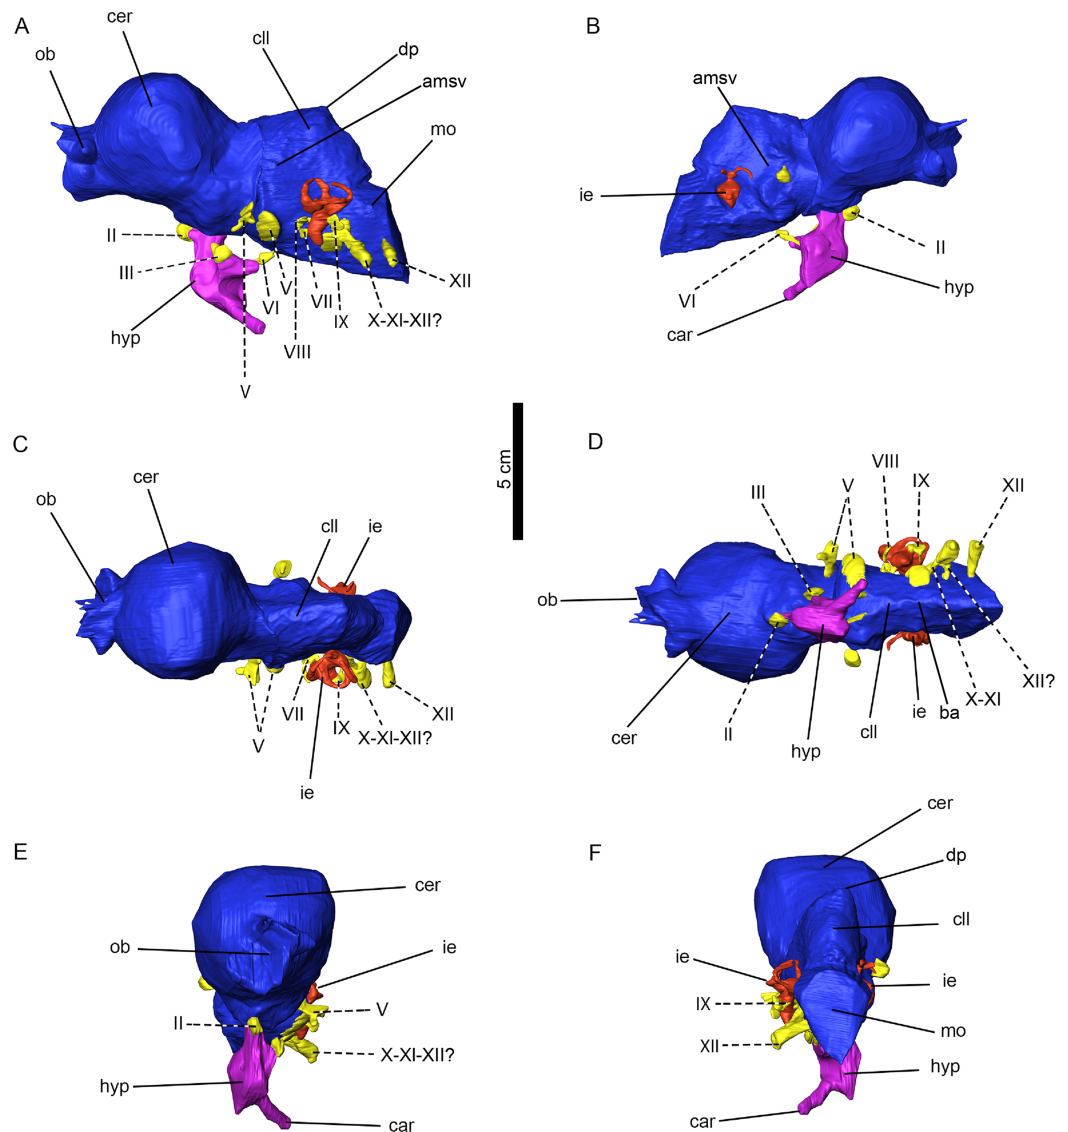 A
cer
ob
cll
dp
amsv
mo
II
III
hyp
VI
V
VII
IX
VIII
X-XI-XII?
XII
V
B
amsv
ie
II
VI
hyp
car
5 cm
C
cer
ob
cll
ie
V
VII
IX
X-XI-XII?
XII
ie
D
VIII
IX
XII
V
III
ob
XII?
X-XI
ba
ie
cll
hyp
II
cer
E
cer
ob
ie
V
II
X-XI-XII?
hyp
car
F
cer
dp
cll
ie
ie
IX
mo
XII
hyp
car